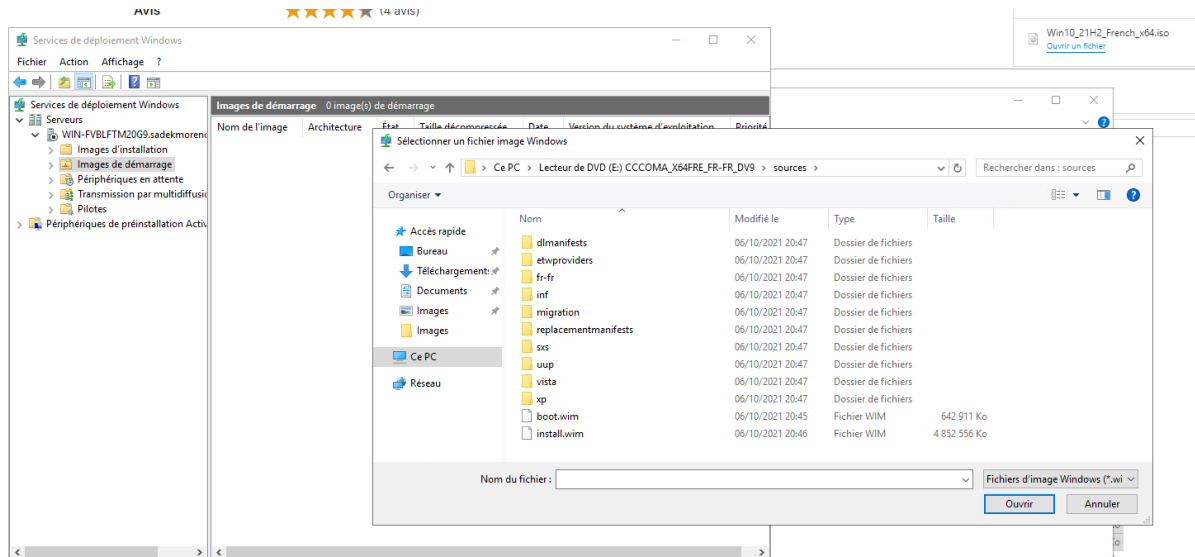 Avis (4 avis)
Win10_21H2_French_x64.iso
Ouvrir un fichier
Services de déploiement Windows
Fichier Action Affichage ?
Services de déploiement Windows
Serveurs
WIN-FVBLFTM20G9.sadekmoreno
Images d'installation
Images de démarrage
Périphériques en attente
Transmission par multidiffusio
Pilotes
Périphériques de préinstallation Activ
Images de démarrage 0 image(s) de démarrage
Nom de l'image Architecture État Taille décompressée Date Version du système d'exploitation Priorité
Sélectionner un fichier image Windows
Ce PC > Lecteur de DVD (E:) CCCOMA_X64FRE_FR-FR_DV9 > sources >
Rechercher dans : sources
Organiser
Accès rapide
Bureau
Téléchargements
Documents
Images
Images
Ce PC
Réseau
Nom Modifié le Type Taille
dlmanifests 06/10/2021 20:47 Dossier de fichiers
etwproviders 06/10/2021 20:47 Dossier de fichiers
fr-fr 06/10/2021 20:47 Dossier de fichiers
inf 06/10/2021 20:47 Dossier de fichiers
migration 06/10/2021 20:47 Dossier de fichiers
replacementmanifests 06/10/2021 20:47 Dossier de fichiers
sxs 06/10/2021 20:47 Dossier de fichiers
uup 06/10/2021 20:47 Dossier de fichiers
vista 06/10/2021 20:47 Dossier de fichiers
xp 06/10/2021 20:47 Dossier de fichiers
boot.wim 06/10/2021 20:45 Fichier WIM 642 911 Ko
install.wim 06/10/2021 20:46 Fichier WIM 4 852 556 Ko
Nom du fichier :
Fichiers d'image Windows (*.wi
Ouvrir Annuler